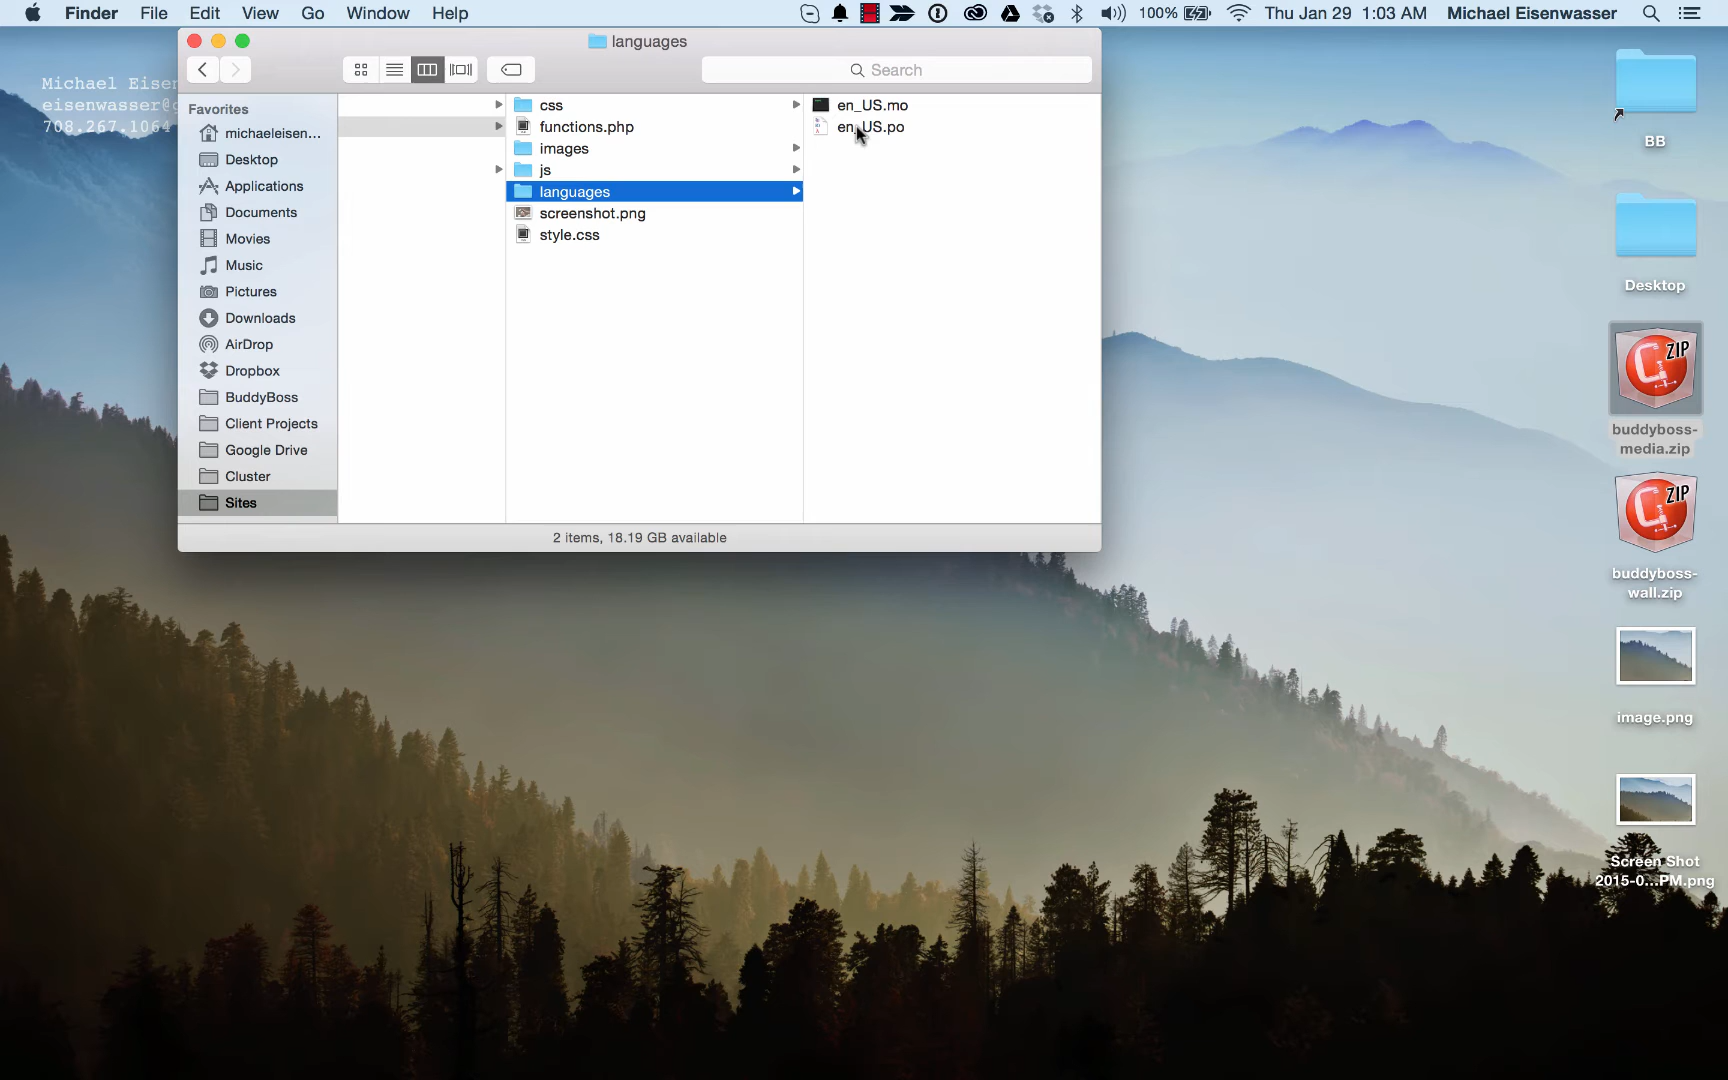 Finder File Edit View Go Window Help 100% Thu Jan 29 1:03 AM Michael Eisenwasser
languages
Search
Michael Eisen
eisenwasser@g
708.267.1064
Favorites
michaeleisen...
Desktop
Applications
Documents
Movies
Music
Pictures
Downloads
AirDrop
Dropbox
BuddyBoss
Client Projects
Google Drive
Cluster
Sites
css
functions.php
images
js
languages
screenshot.png
style.css
en_US.mo
en_US.po
2 items, 18.19 GB available
BB
Desktop
ZIP
buddyboss-
media.zip
ZIP
buddyboss-
wall.zip
image.png
Screen Shot
2015-0...PM.png